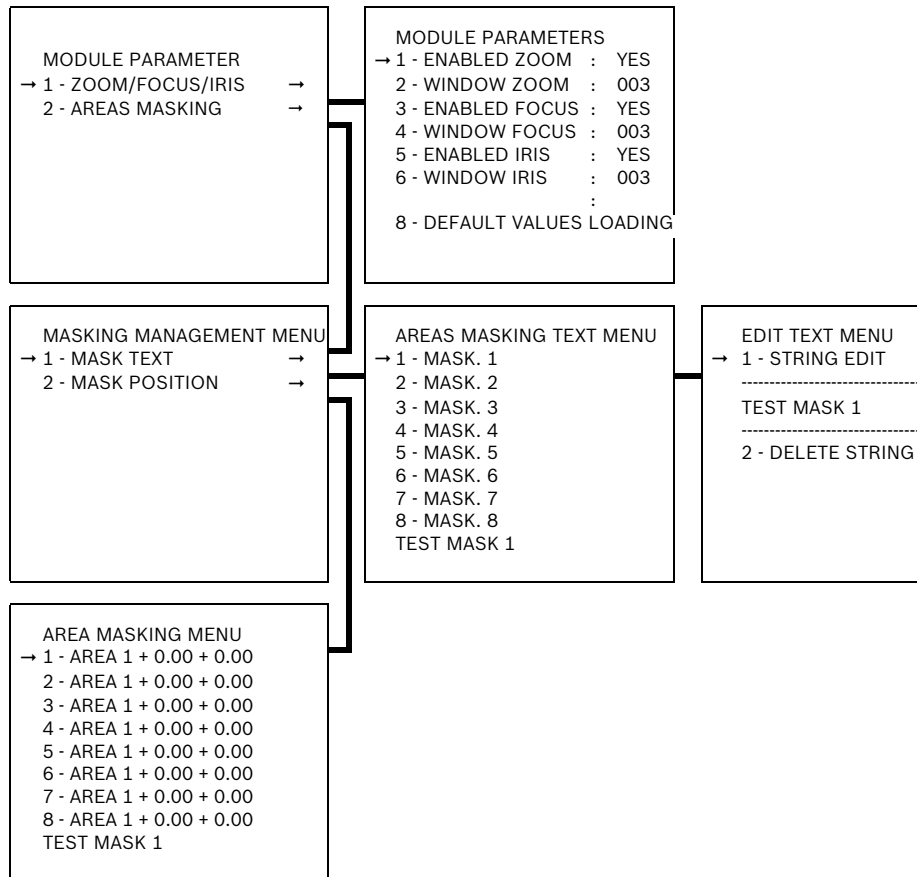 MODULE PARAMETER
→ 1 - ZOOM/FOCUS/IRIS →
2 - AREAS MASKING →
MODULE PARAMETERS
→ 1 - ENABLED ZOOM : YES
2 - WINDOW ZOOM : 003
3 - ENABLED FOCUS : YES
4 - WINDOW FOCUS : 003
5 - ENABLED IRIS : YES
6 - WINDOW IRIS : 003
:
8 - DEFAULT VALUES LOADING
MASKING MANAGEMENT MENU
→ 1 - MASK TEXT →
2 - MASK POSITION →
AREAS MASKING TEXT MENU
→ 1 - MASK. 1
2 - MASK. 2
3 - MASK. 3
4 - MASK. 4
5 - MASK. 5
6 - MASK. 6
7 - MASK. 7
8 - MASK. 8
TEST MASK 1
EDIT TEXT MENU
→ 1 - STRING EDIT
----------------------------------
TEST MASK 1
----------------------------------
2 - DELETE STRING
AREA MASKING MENU
→ 1 - AREA 1 + 0.00 + 0.00
2 - AREA 1 + 0.00 + 0.00
3 - AREA 1 + 0.00 + 0.00
4 - AREA 1 + 0.00 + 0.00
5 - AREA 1 + 0.00 + 0.00
6 - AREA 1 + 0.00 + 0.00
7 - AREA 1 + 0.00 + 0.00
8 - AREA 1 + 0.00 + 0.00
TEST MASK 1